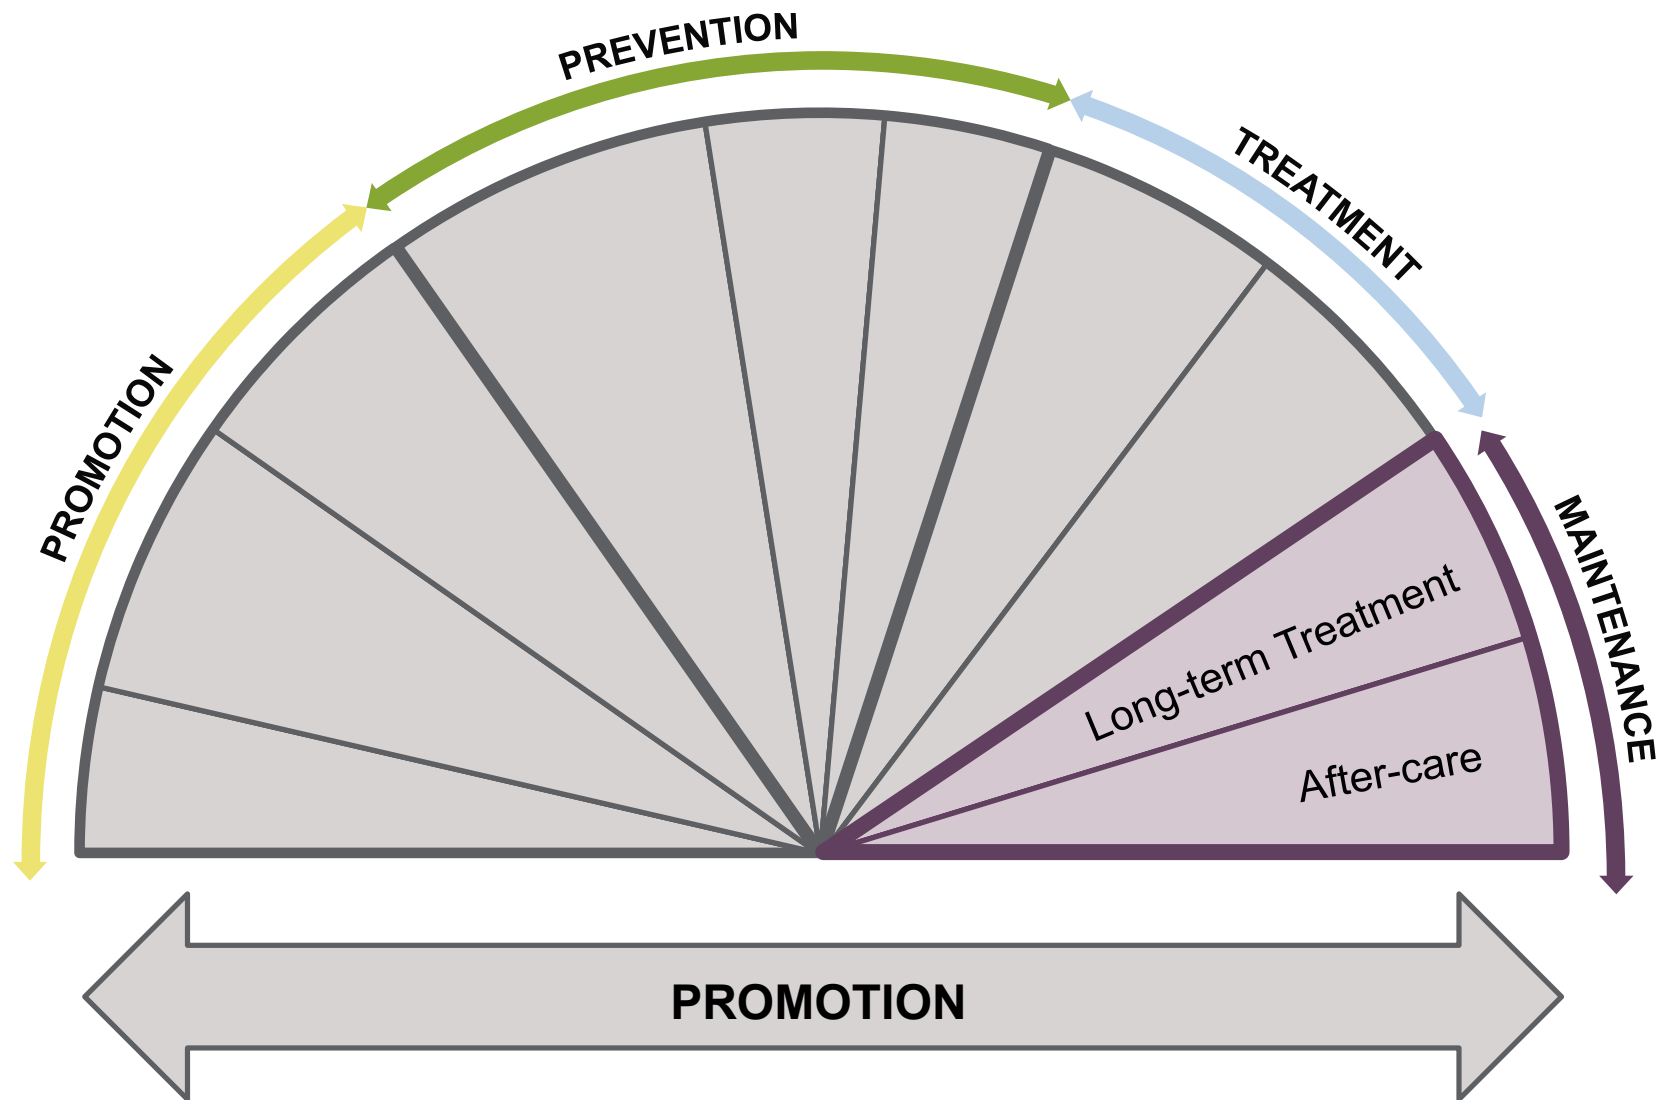 PREVENTION
TREATMENT
PROMOTION
MAINTENANCE
Long-term Treatment
After-care
PROMOTION